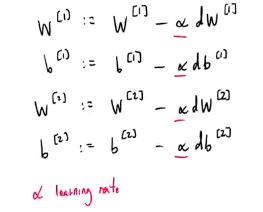 W^[1] := W^[1] - α dW^[1]
b^[1] := b^[1] - α db^[1]
W^[2] := W^[2] - α dW^[2]
b^[2] := b^[2] - α db^[2]
α learning rate